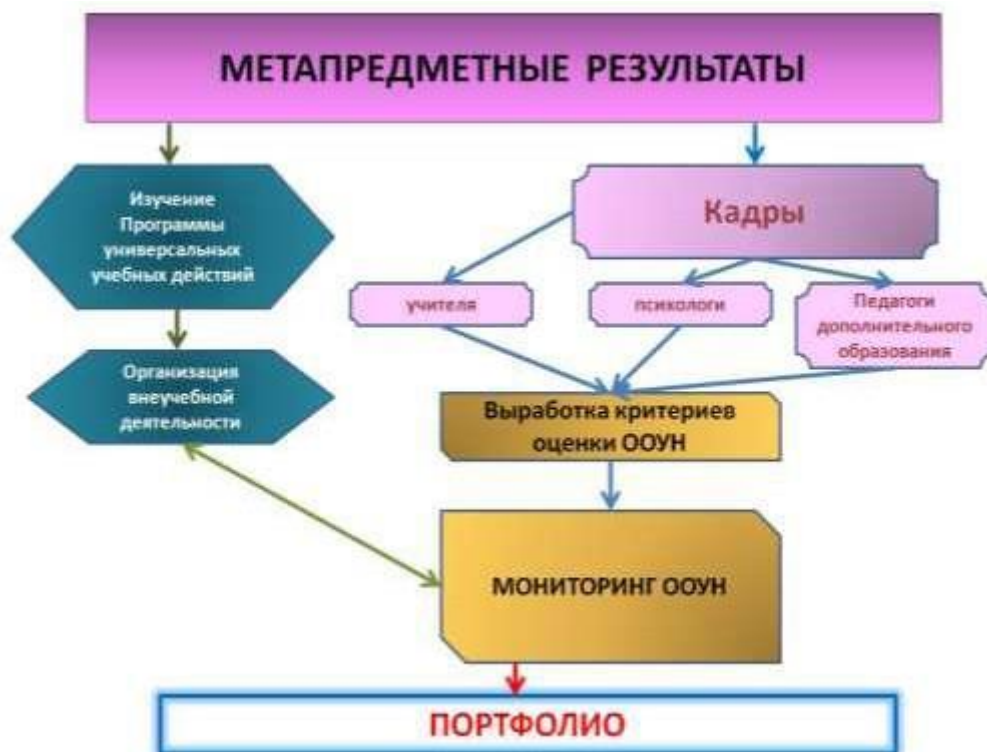 МЕТАПРЕДМЕТНЫЕ РЕЗУЛЬТАТЫ
Изучение
Программы
универсальных
учебных действий
Кадры
учителя
психологи
Педагоги
дополнительного
образования
Организация
внеучебной
деятельности
Выработка критериев
оценки ООУН
МОНИТОРИНГ ООУН
ПОРТФОЛИО